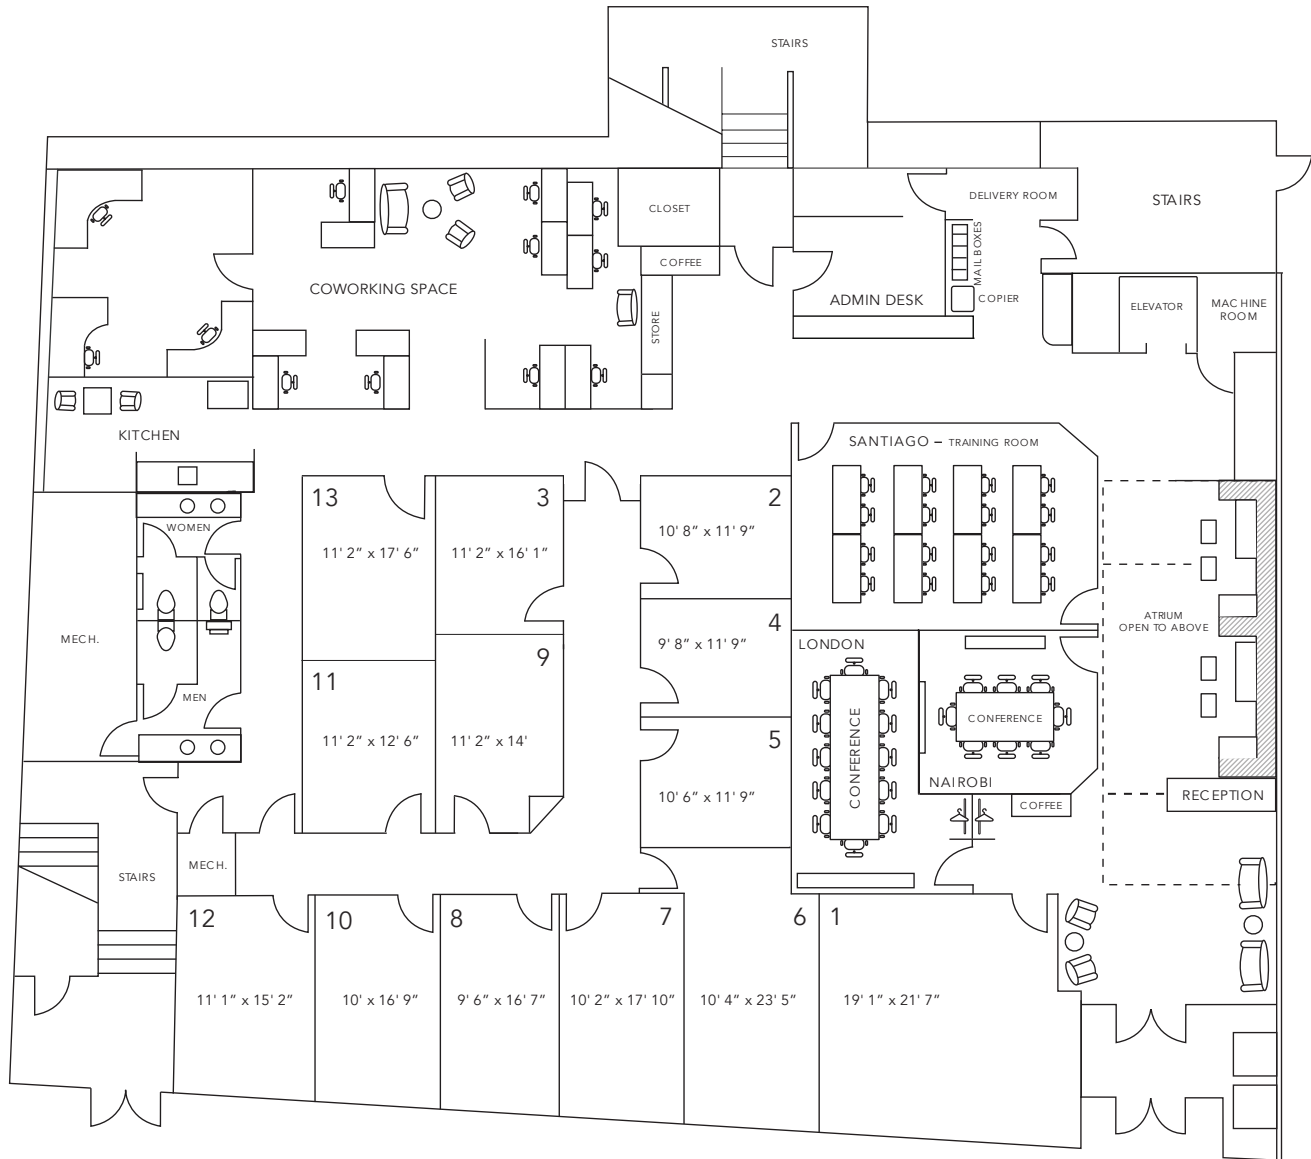 STAIRS
DELIVERY ROOM
STAIRS
CLOSET
MAIL BOXES
COFFEE
COWORKING SPACE
ADMIN DESK
COPIER
ELEVATOR
MACHINE
ROOM
STORE
KITCHEN
SANTIAGO – TRAINING ROOM
13
11' 2" x 17' 6"
3
11' 2" x 16' 1"
2
10' 8" x 11' 9"
WOMEN
MECH.
4
9' 8" x 11' 9"
ATRIUM
OPEN TO ABOVE
LONDON
9
11' 2" x 14'
11
11' 2" x 12' 6"
MEN
5
10' 6" x 11' 9"
CONFERENCE
CONFERENCE
NAIROBI
COFFEE
RECEPTION
STAIRS
MECH.
12
11' 1" x 15' 2"
10
10' x 16' 9"
8
9' 6" x 16' 7"
7
10' 2" x 17' 10"
6
10' 4" x 23' 5"
1
19' 1" x 21' 7"